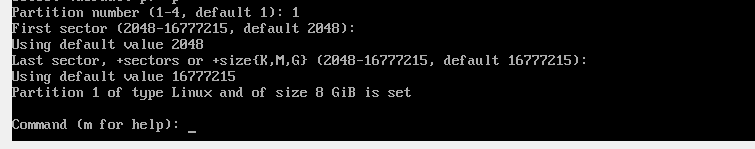 Partition number (1-4, default 1): 1
First sector (2048-16777215, default 2048):
Using default value 2048
Last sector, +sectors or +size{K,M,G} (2048-16777215, default 16777215):
Using default value 16777215
Partition 1 of type Linux and of size 8 GiB is set
Command (m for help): _